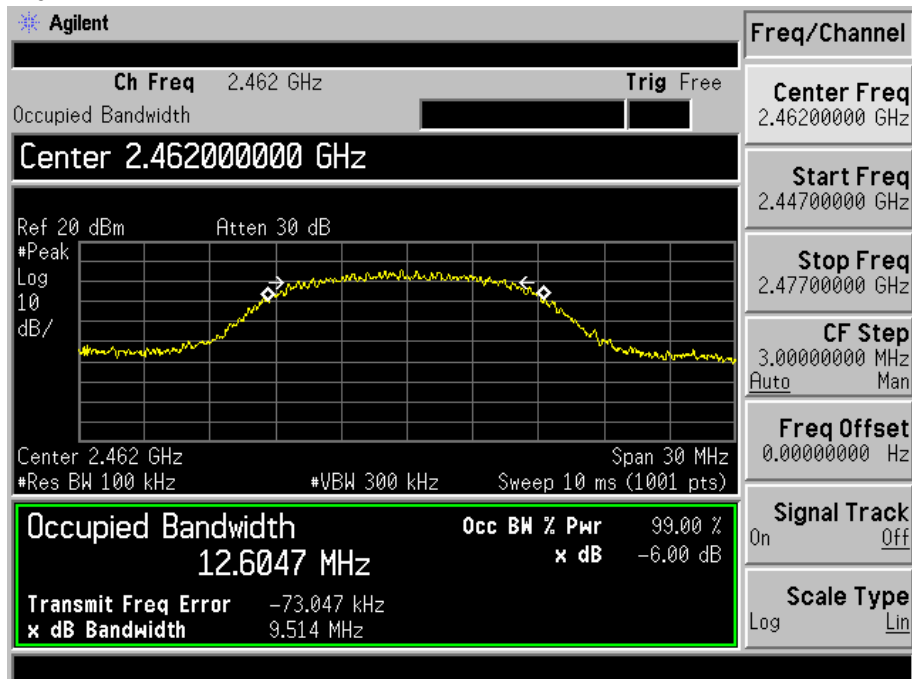 Agilent
Freq/Channel
Ch Freq 2.462 GHz Trig Free
Occupied Bandwidth
Center 2.462000000 GHz
Ref 20 dBm Atten 30 dB
#Peak
Log
10
dB/
Center 2.462 GHz Span 30 MHz
#Res BW 100 kHz #VBW 300 kHz Sweep 10 ms (1001 pts)
Occupied Bandwidth Occ BW % Pwr 99.00 %
12.6047 MHz x dB -6.00 dB
Transmit Freq Error -73.047 kHz
x dB Bandwidth 9.514 MHz
Center Freq
2.46200000 GHz
Start Freq
2.44700000 GHz
Stop Freq
2.47700000 GHz
CF Step
3.00000000 MHz
Auto Man
Freq Offset
0.00000000 Hz
Signal Track
On Off
Scale Type
Log Lin